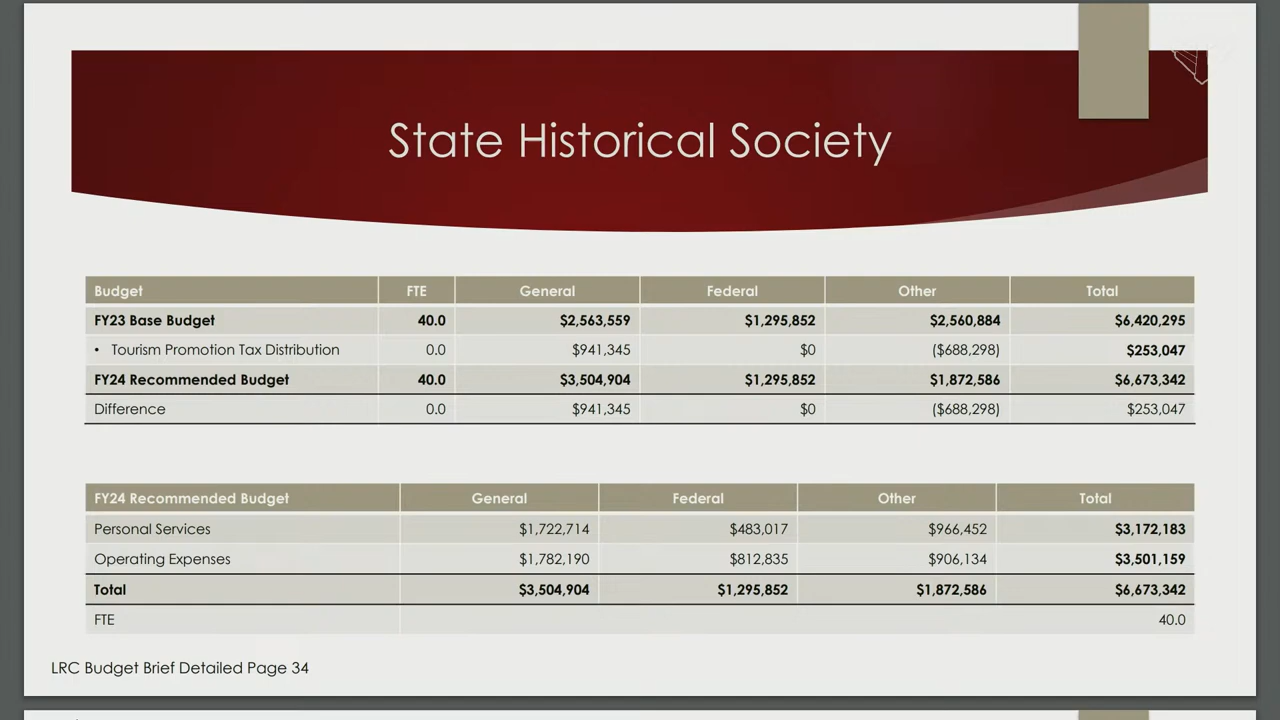 State Historical Society
Budget FTE General Federal Other Total
FY23 Base Budget 40.0 $2,563,559 $1,295,852 $2,560,884 $6,420,295
• Tourism Promotion Tax Distribution 0.0 $941,345 $0 ($688,298) $253,047
FY24 Recommended Budget 40.0 $3,504,904 $1,295,852 $1,872,586 $6,673,342
Difference 0.0 $941,345 $0 ($688,298) $253,047
FY24 Recommended Budget General Federal Other Total
Personal Services $1,722,714 $483,017 $966,452 $3,172,183
Operating Expenses $1,782,190 $812,835 $906,134 $3,501,159
Total $3,504,904 $1,295,852 $1,872,586 $6,673,342
FTE 40.0
LRC Budget Brief Detailed Page 34